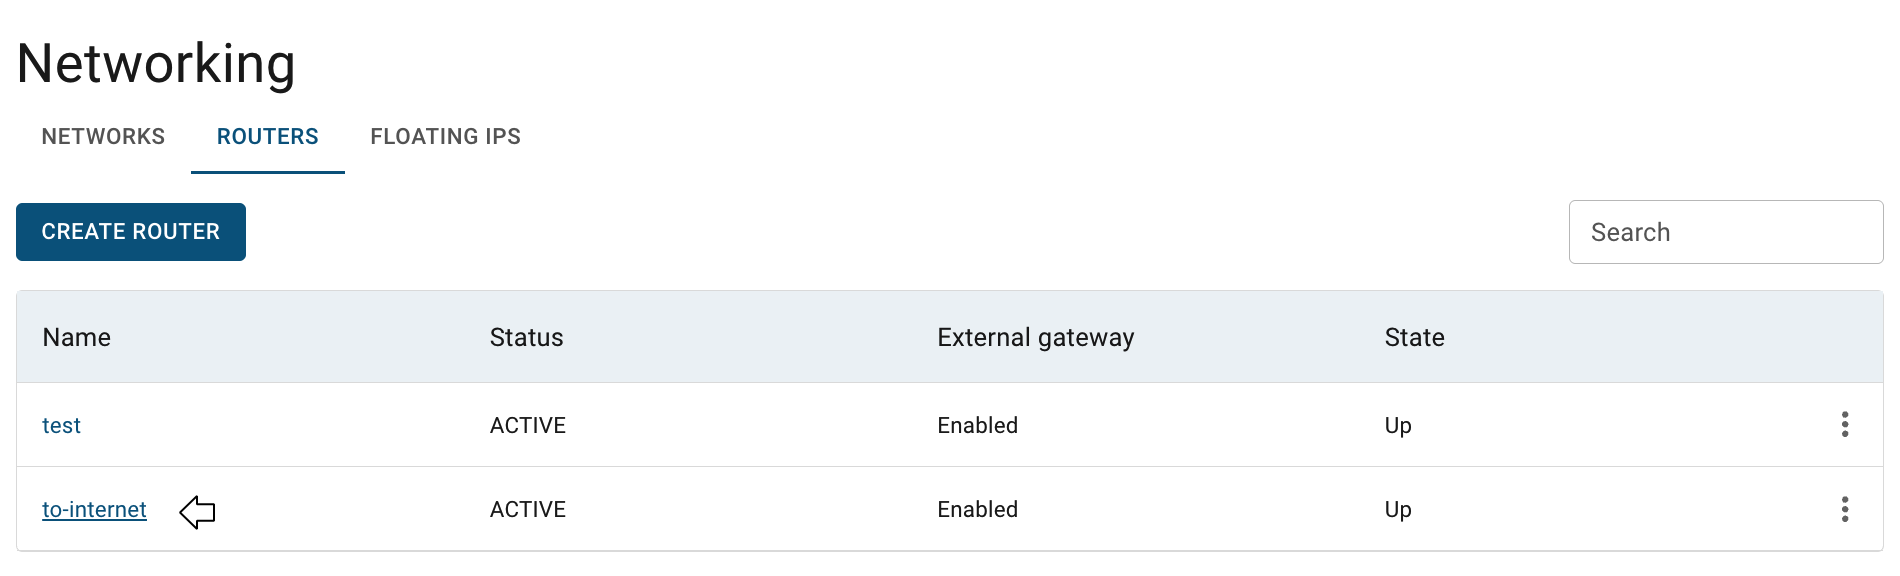 Networking
NETWORKS ROUTERS FLOATING IPS
CREATE ROUTER Search
Name Status External gateway State
test ACTIVE Enabled Up
to-internet ACTIVE Enabled Up